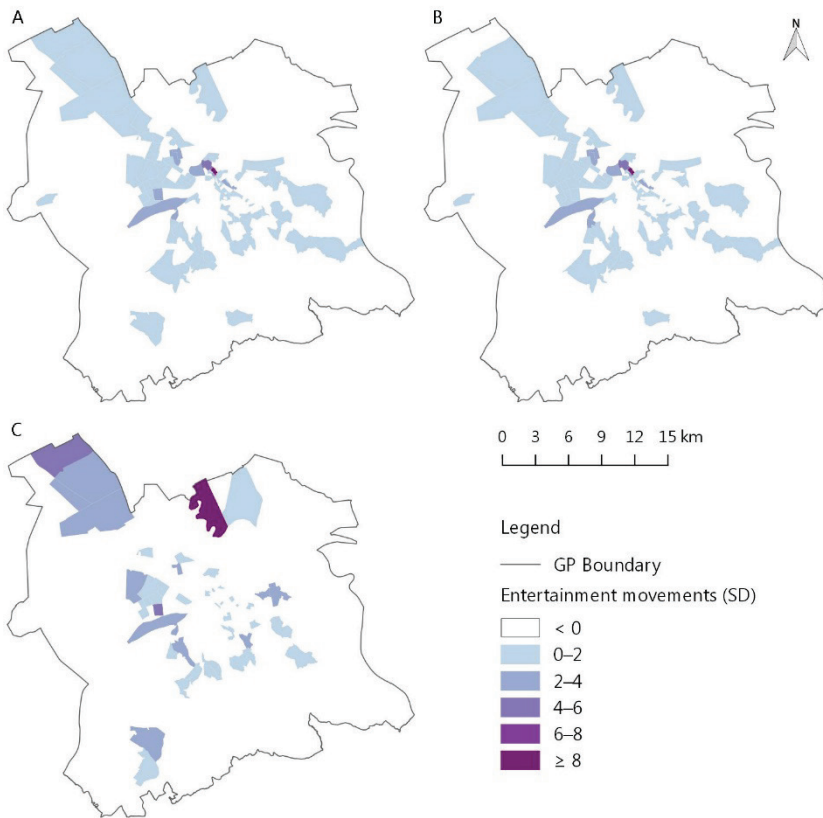 A
B
N
C
0 3 6 9 12 15 km
Legend
GP Boundary
Entertainment movements (SD)
< 0
0–2
2–4
4–6
6–8
≥ 8